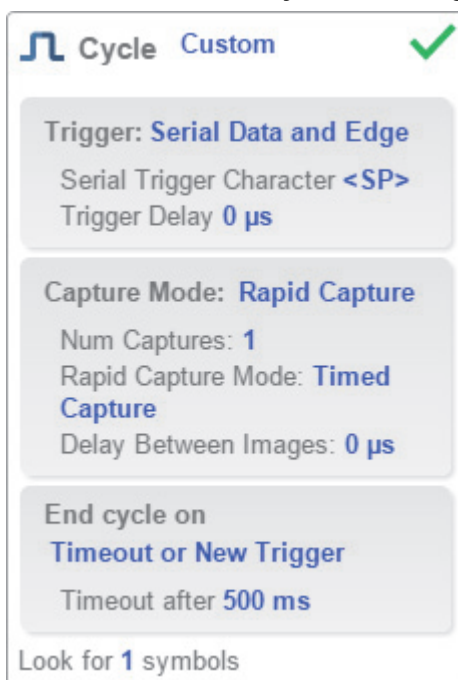 Cycle Custom
Trigger: Serial Data and Edge
Serial Trigger Character <SP>
Trigger Delay 0 µs
Capture Mode: Rapid Capture
Num Captures: 1
Rapid Capture Mode: Timed
Capture
Delay Between Images: 0 µs
End cycle on
Timeout or New Trigger
Timeout after 500 ms
Look for 1 symbols